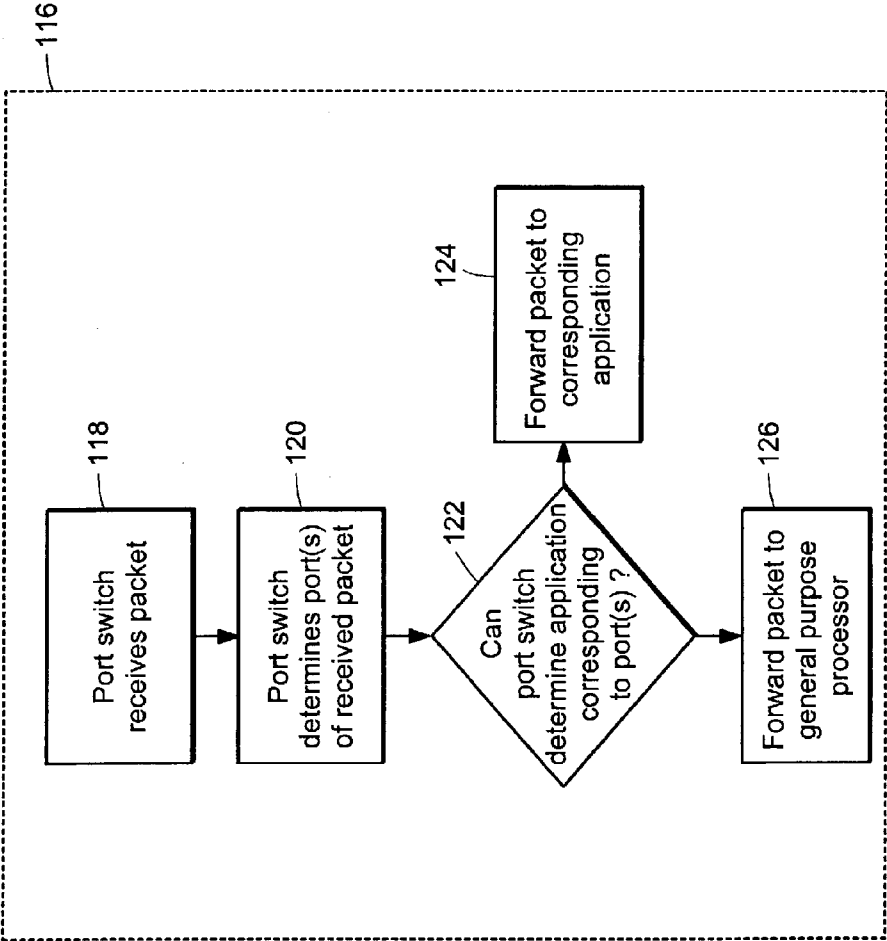 116
Port switch
receives packet
118
Port switch
determines port(s)
of received packet
120
Can
port switch
determine application
corresponding
to port(s) ?
122
Forward packet to
corresponding
application
124
Forward packet to
general purpose
processor
126